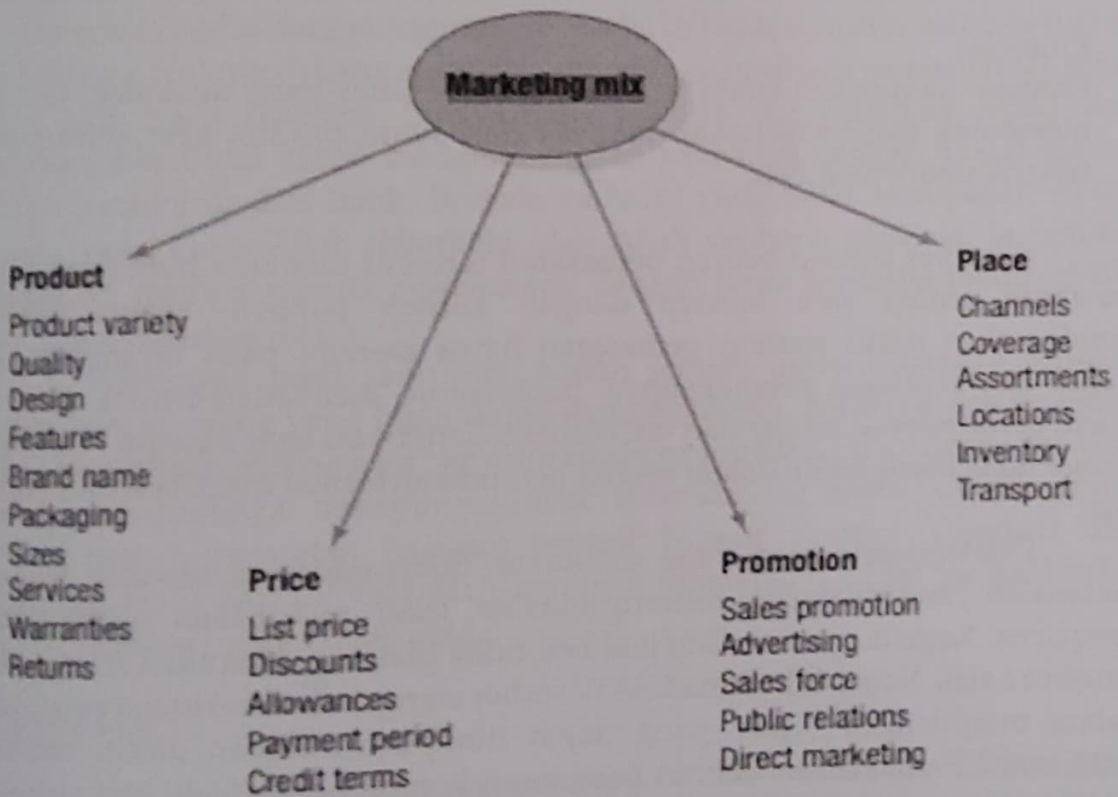 Marketing mix
Product
Product variety
Quality
Design
Features
Brand name
Packaging
Sizes
Services
Warranties
Returns
Price
List price
Discounts
Allowances
Payment period
Credit terms
Promotion
Sales promotion
Advertising
Sales force
Public relations
Direct marketing
Place
Channels
Coverage
Assortments
Locations
Inventory
Transport